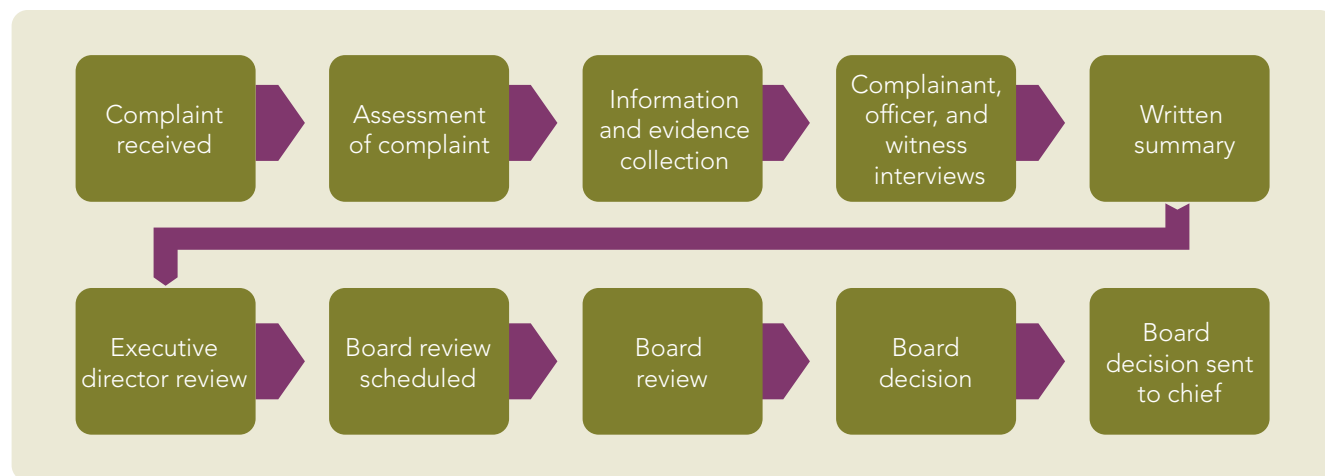 Complaint
received
Assessment
of complaint
Information
and evidence
collection
Complainant,
officer, and
witness
interviews
Written
summary
Executive
director review
Board review
scheduled
Board
review
Board
decision
Board
decision sent
to chief